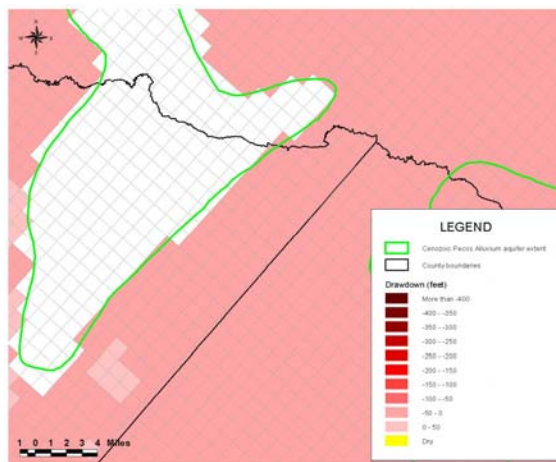 N
W E
S
LEGEND
Cenozoic Pecos Alluvium aquifer extent
County boundaries
Drawdown (feet)
More than -400
-400 - -350
-350 - -300
-300 - -250
-250 - -200
-200 - -150
-150 - -100
-100 - -50
-50 - 0
0 - 50
Dry
1 0 1 2 3 4 Miles